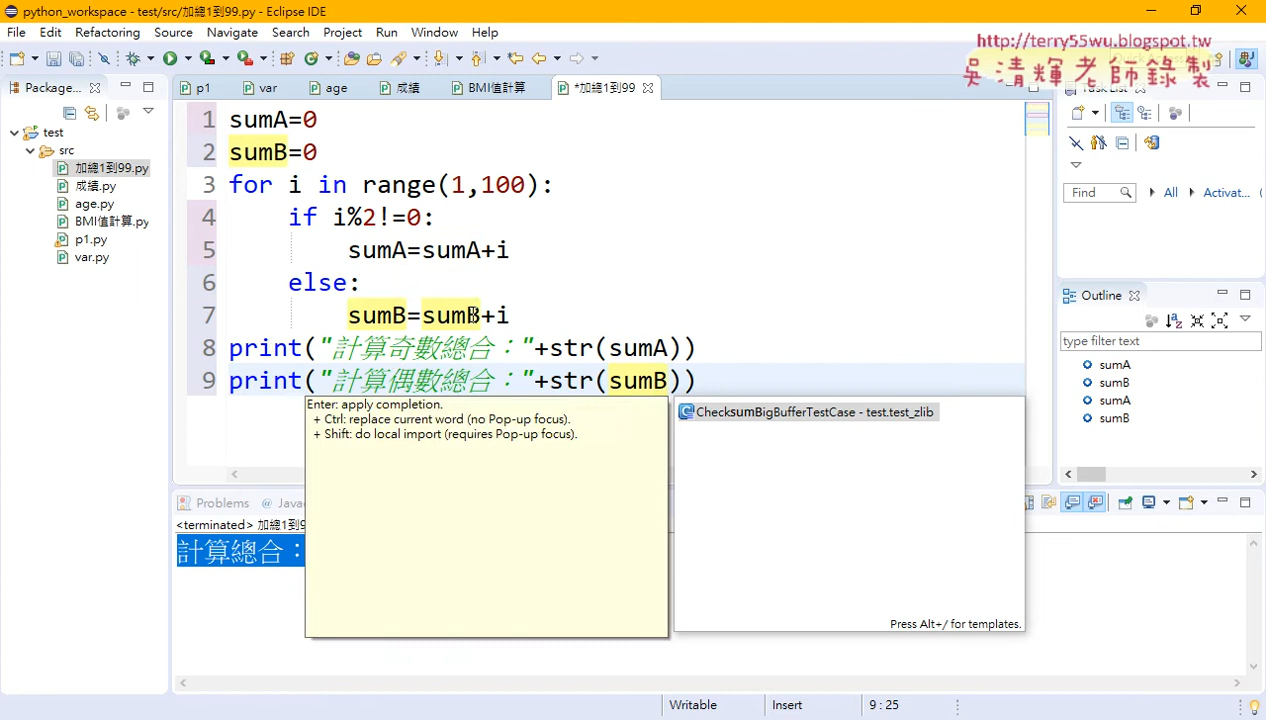 python_workspace - test/src/加總1到99.py - Eclipse IDE
File Edit Refactoring Source Navigate Search Project Run Window Help
http://terry55wu.blogspot.tw
吳清輝老師錄製
Package...
p1 var age 成績 BMI值計算 *加總1到99
Task List
test
src
加總1到99.py
成績.py
age.py
BMI值計算.py
p1.py
var.py
1 sumA=0
2 sumB=0
3 for i in range(1,100):
4 if i%2!=0:
5 sumA=sumA+i
6 else:
7 sumB=sumB+i
8 print("計算奇數總合："+str(sumA))
9 print("計算偶數總合："+str(sumB))
Enter: apply completion.
+ Ctrl: replace current word (no Pop-up focus).
+ Shift: do local import (requires Pop-up focus).
ChecksumBigBufferTestCase - test.test_zlib
Press Alt+/ for templates.
Find All Activat...
Outline
type filter text
sumA
sumB
sumA
sumB
Problems @ Java
<terminated> 加總1到99
計算總合：
Writable Insert 9 : 25